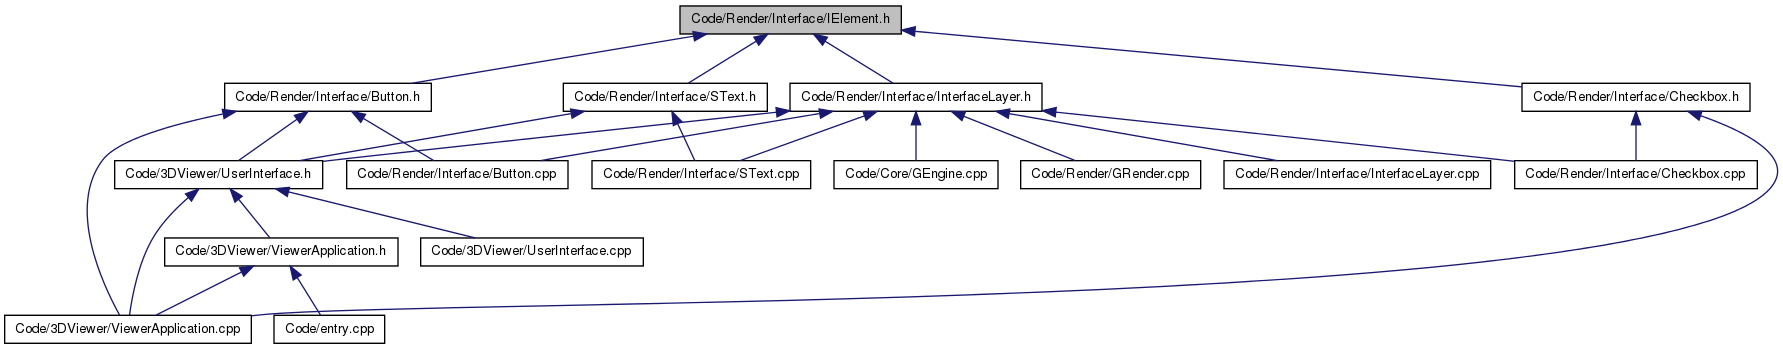 Code/Render/Interface/IElement.h
Code/Render/Interface/Button.h
Code/Render/Interface/SText.h
Code/Render/Interface/InterfaceLayer.h
Code/Render/Interface/Checkbox.h
Code/3DViewer/UserInterface.h
Code/Render/Interface/Button.cpp
Code/Render/Interface/SText.cpp
Code/Core/GEngine.cpp
Code/Render/GRender.cpp
Code/Render/Interface/InterfaceLayer.cpp
Code/Render/Interface/Checkbox.cpp
Code/3DViewer/ViewerApplication.h
Code/3DViewer/UserInterface.cpp
Code/3DViewer/ViewerApplication.cpp
Code/entry.cpp